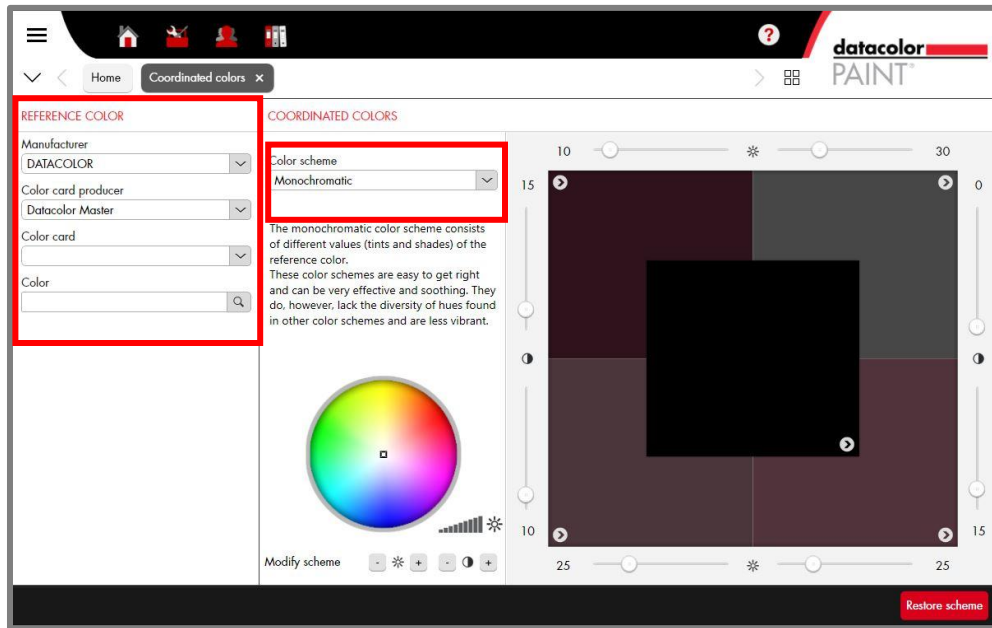 ?
datacolor
PAINT®
Home
Coordinated colors ×
REFERENCE COLOR
COORDINATED COLORS
Manufacturer
DATACOLOR
Color card producer
Datacolor Master
Color card
Color
Color scheme
Monochromatic
The monochromatic color scheme consists
of different values (tints and shades) of the
reference color.
These color schemes are easy to get right
and can be very effective and soothing. They
do, however, lack the diversity of hues found
in other color schemes and are less vibrant.
Modify scheme - + - +
10
30
15
0
10
15
25
25
Restore scheme